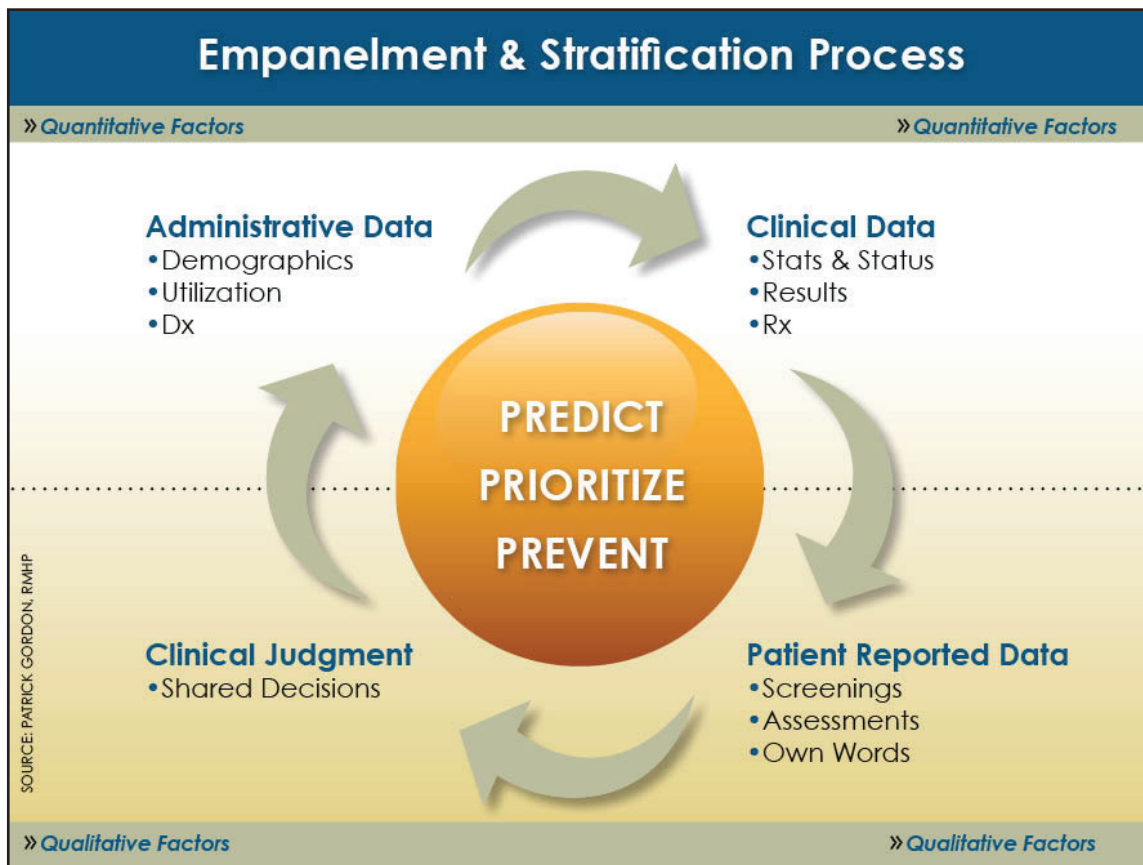 Empanelment & Stratification Process
» Quantitative Factors
» Quantitative Factors
Administrative Data
• Demographics
• Utilization
• Dx
Clinical Data
• Stats & Status
• Results
• Rx
PREDICT
PRIORITIZE
PREVENT
Clinical Judgment
• Shared Decisions
Patient Reported Data
• Screenings
• Assessments
• Own Words
SOURCE: PATRICK GORDON, RMHP
» Qualitative Factors
» Qualitative Factors